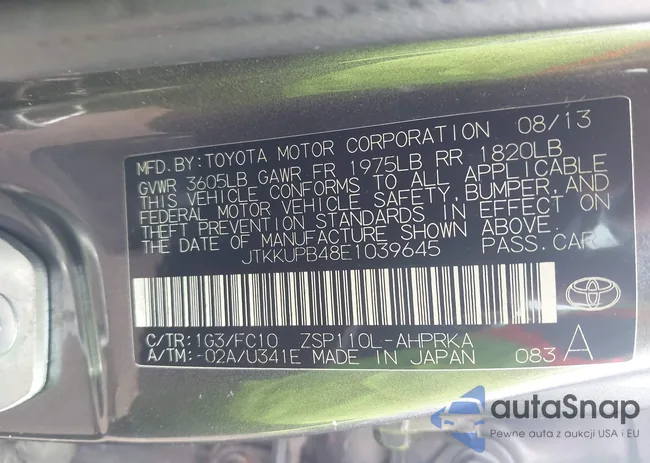 MFD. BY: TOYOTA MOTOR CORPORATION 08/13
GVWR 3605LB GAWR FR 1975LB RR 1820LB
THIS VEHICLE CONFORMS TO ALL APPLICABLE
FEDERAL MOTOR VEHICLE SAFETY, BUMPER, AND
THEFT PREVENTION STANDARDS IN EFFECT ON
THE DATE OF MANUFACTURE SHOWN ABOVE.
JTKKUPB48E1039645 PASS. CAR
C/TR: 1G3/FC10 ZSP110L-AHPRKA
A/TM: -02A/U341E MADE IN JAPAN 083 A
autaSnap
Pewne auta z aukcji USA i EU